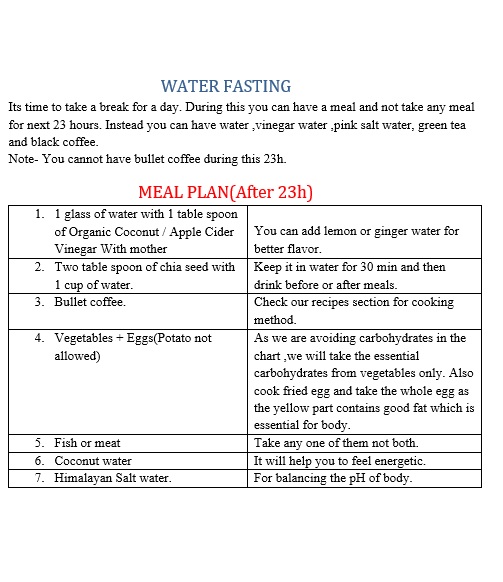 WATER FASTING
Its time to take a break for a day. During this you can have a meal and not take any meal
for next 23 hours. Instead you can have water ,vinegar water ,pink salt water, green tea
and black coffee.
Note- You cannot have bullet coffee during this 23h.
MEAL PLAN(After 23h)
1. 1 glass of water with 1 table spoon
of Organic Coconut / Apple Cider
Vinegar With mother
You can add lemon or ginger water for
better flavor.
2. Two table spoon of chia seed with
1 cup of water.
Keep it in water for 30 min and then
drink before or after meals.
3. Bullet coffee.
Check our recipes section for cooking
method.
4. Vegetables + Eggs(Potato not
allowed)
As we are avoiding carbohydrates in the
chart ,we will take the essential
carbohydrates from vegetables only. Also
cook fried egg and take the whole egg as
the yellow part contains good fat which is
essential for body.
5. Fish or meat
Take any one of them not both.
6. Coconut water
It will help you to feel energetic.
7. Himalayan Salt water.
For balancing the pH of body.